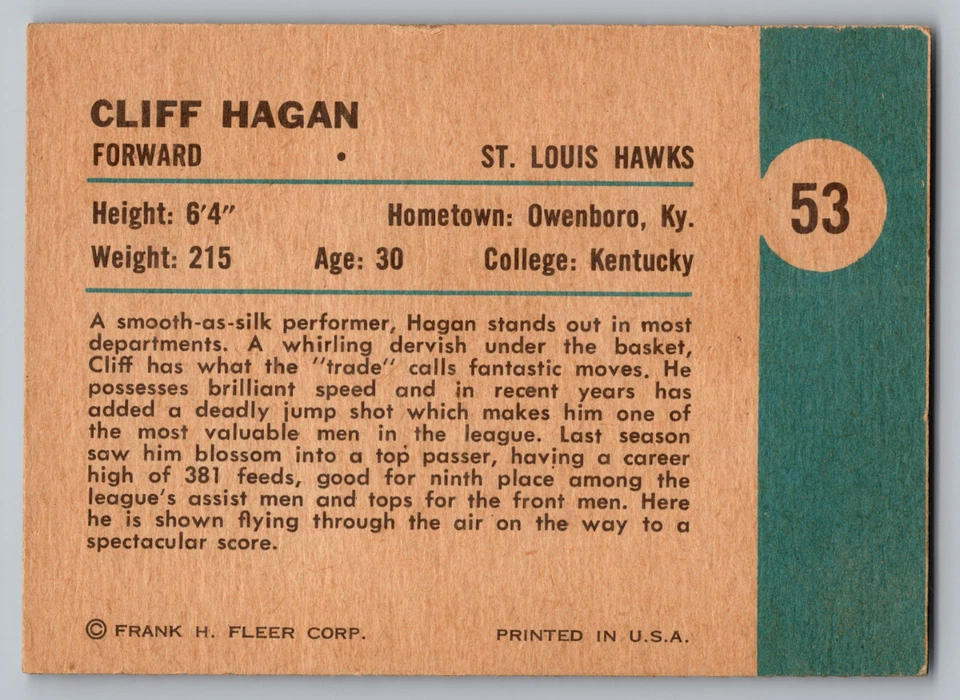 CLIFF HAGAN
FORWARD • ST. LOUIS HAWKS
Height: 6'4" Hometown: Owenboro, Ky.
Weight: 215 Age: 30 College: Kentucky
53
A smooth-as-silk performer, Hagan stands out in most
departments. A whirling dervish under the basket,
Cliff has what the "trade" calls fantastic moves. He
possesses brilliant speed and in recent years has
added a deadly jump shot which makes him one of
the most valuable men in the league. Last season
saw him blossom into a top passer, having a career
high of 381 feeds, good for ninth place among the
league's assist men and tops for the front men. Here
he is shown flying through the air on the way to a
spectacular score.
© FRANK H. FLEER CORP. PRINTED IN U.S.A.